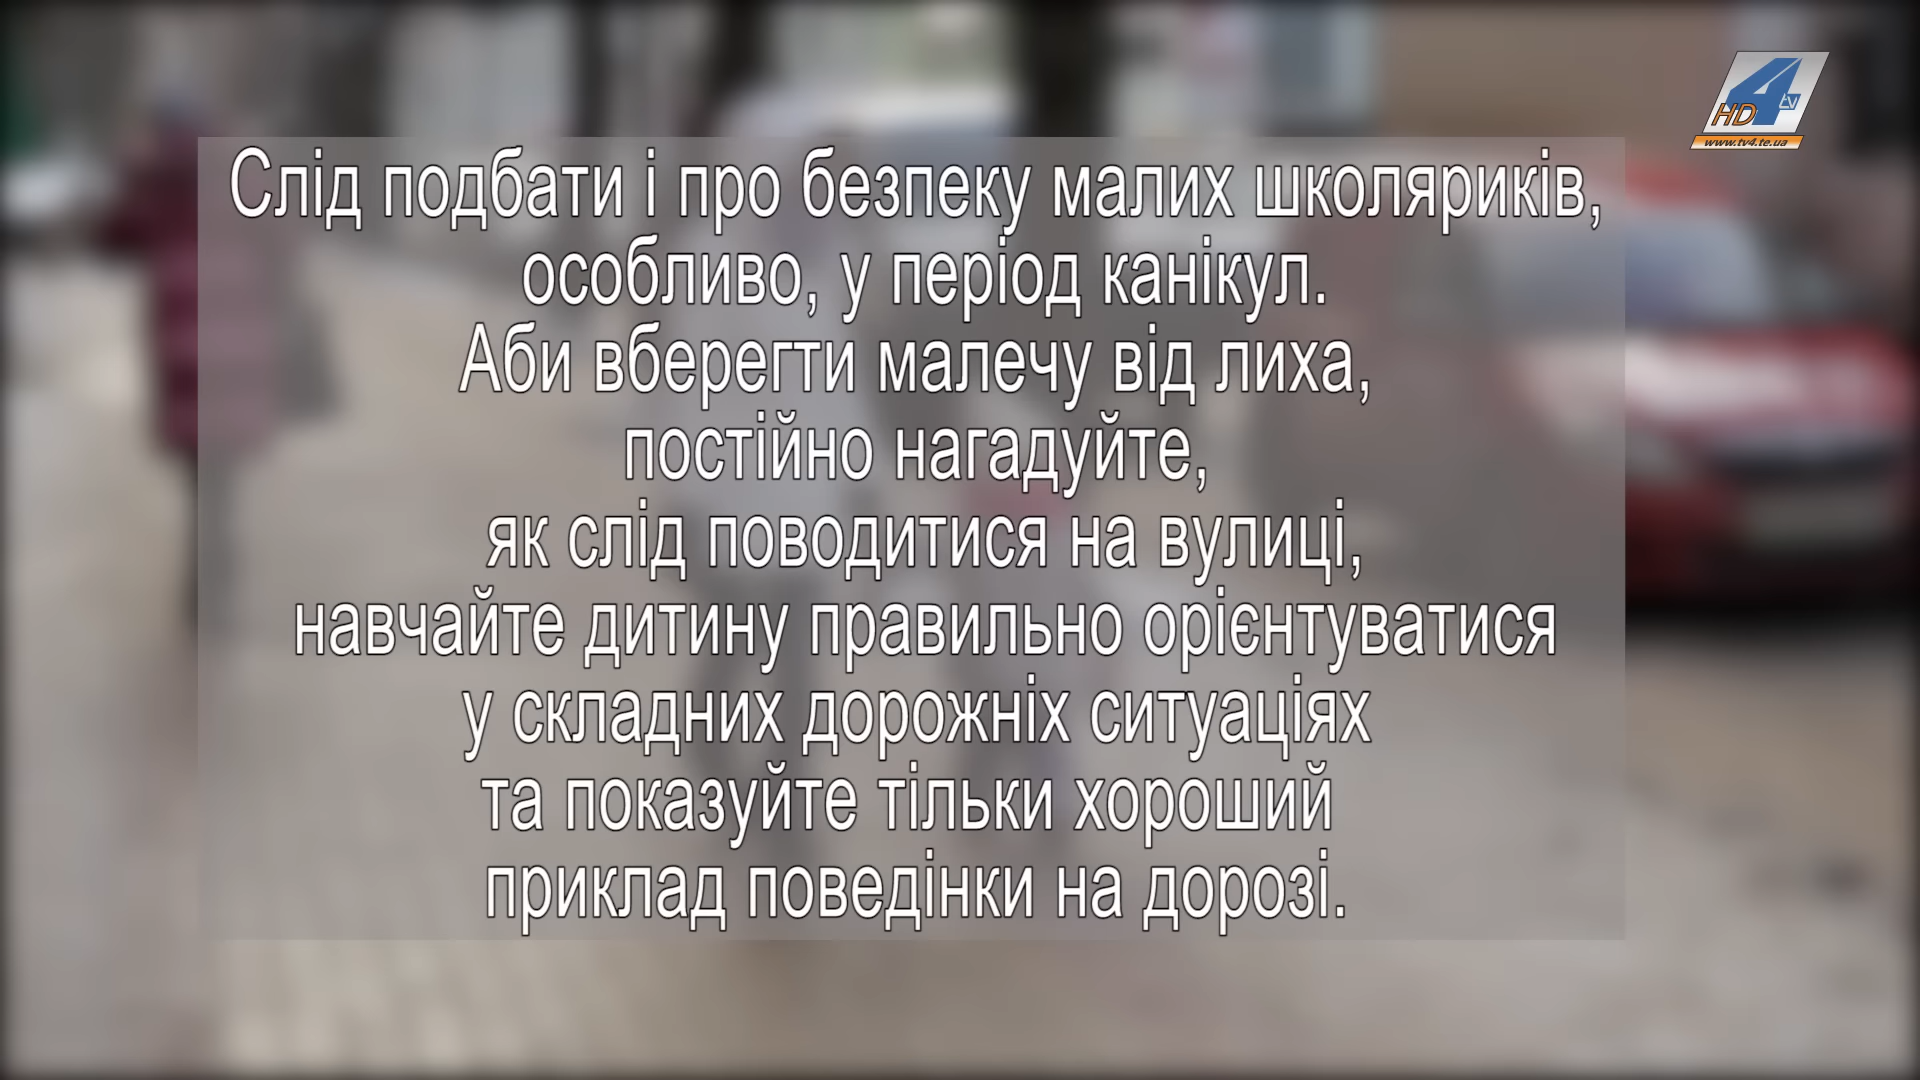 HD 4 tv
www.tv4.te.ua
Слід подбати і про безпеку малих школяриків,
особливо, у період канікул.
Аби вберегти малечу від лиха,
постійно нагадуйте,
як слід поводитися на вулиці,
навчайте дитину правильно орієнтуватися
у складних дорожніх ситуаціях
та показуйте тільки хороший
приклад поведінки на дорозі.